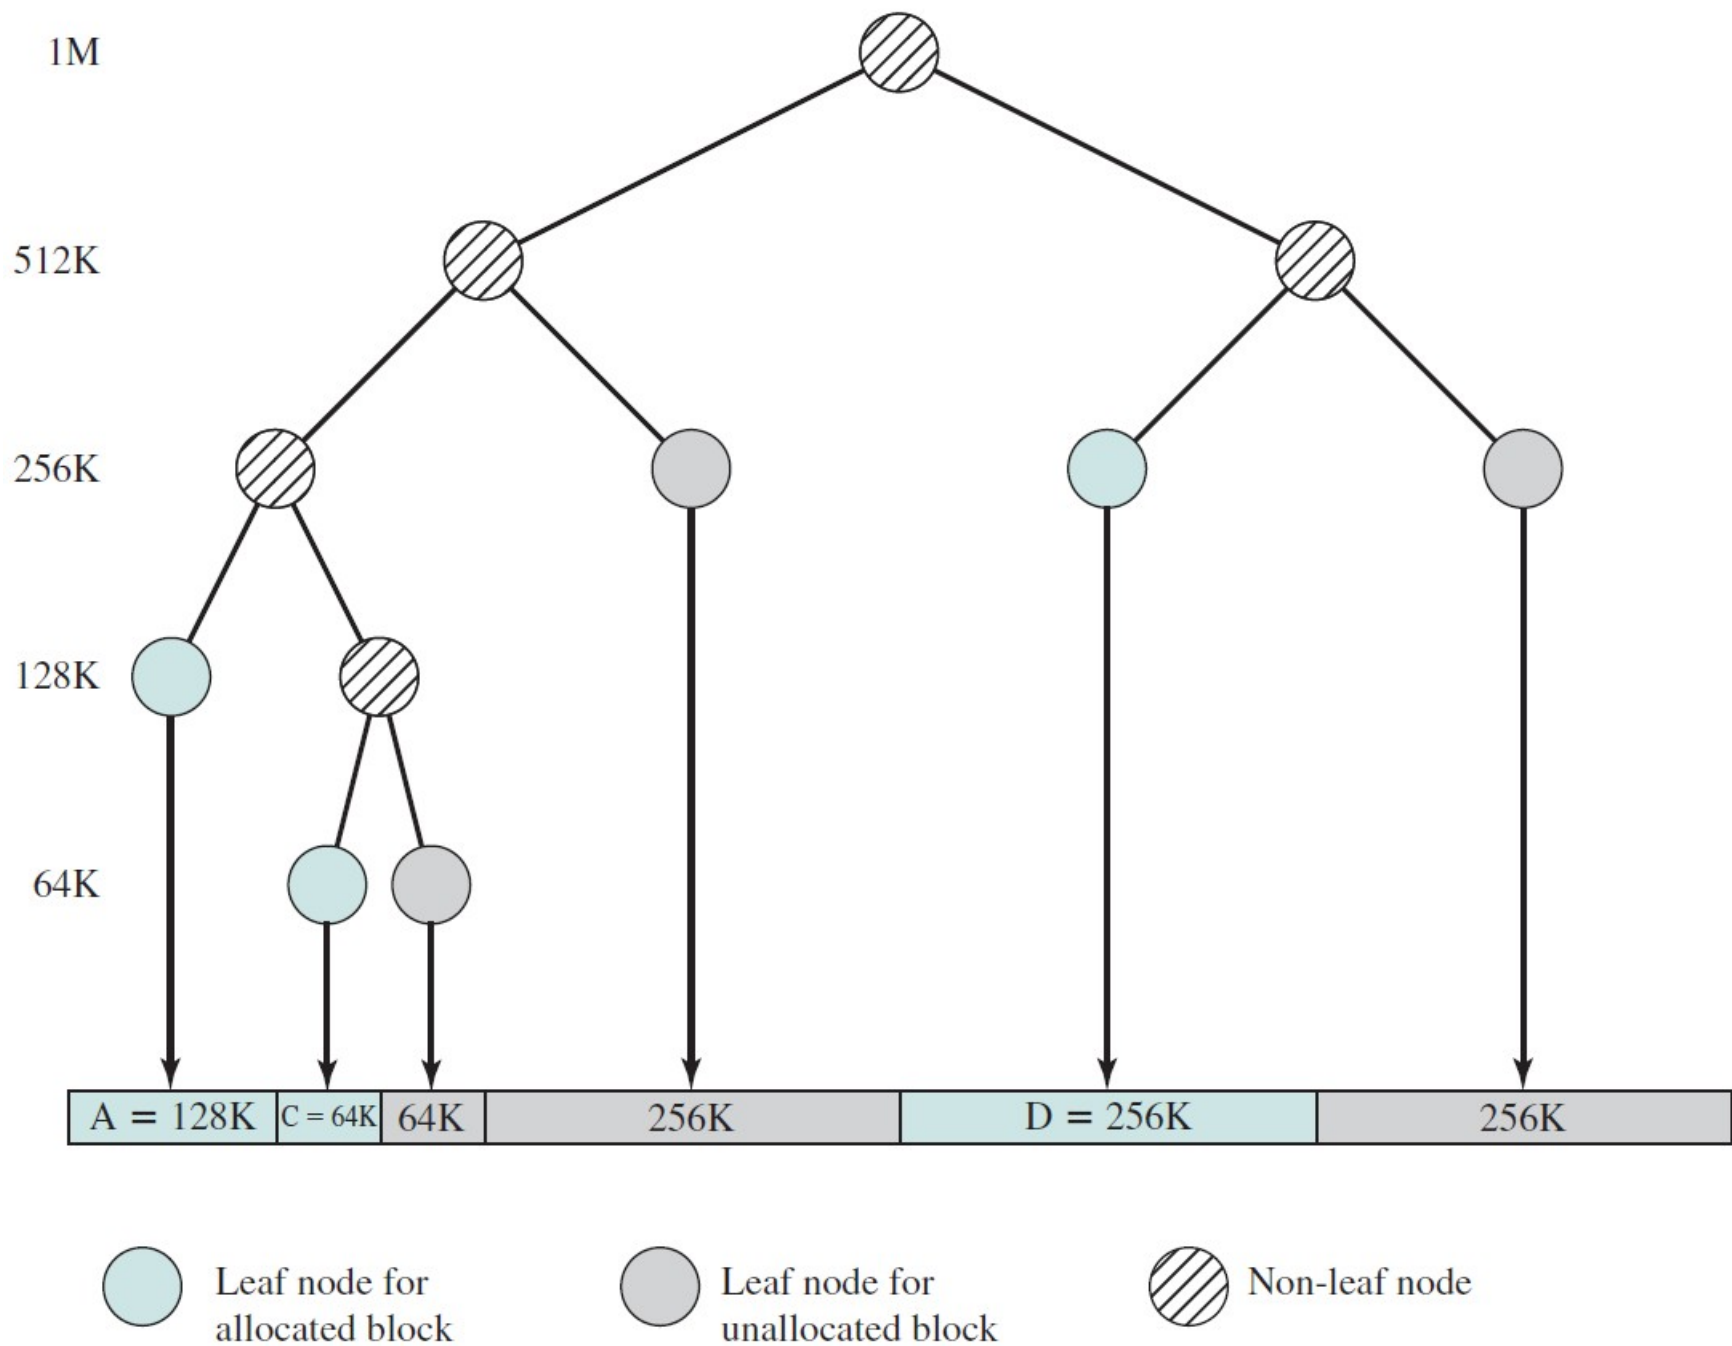 1M
512K
256K
128K
64K
A = 128K C = 64K 64K 256K D = 256K 256K
Leaf node for
allocated block
Leaf node for
unallocated block
Non-leaf node